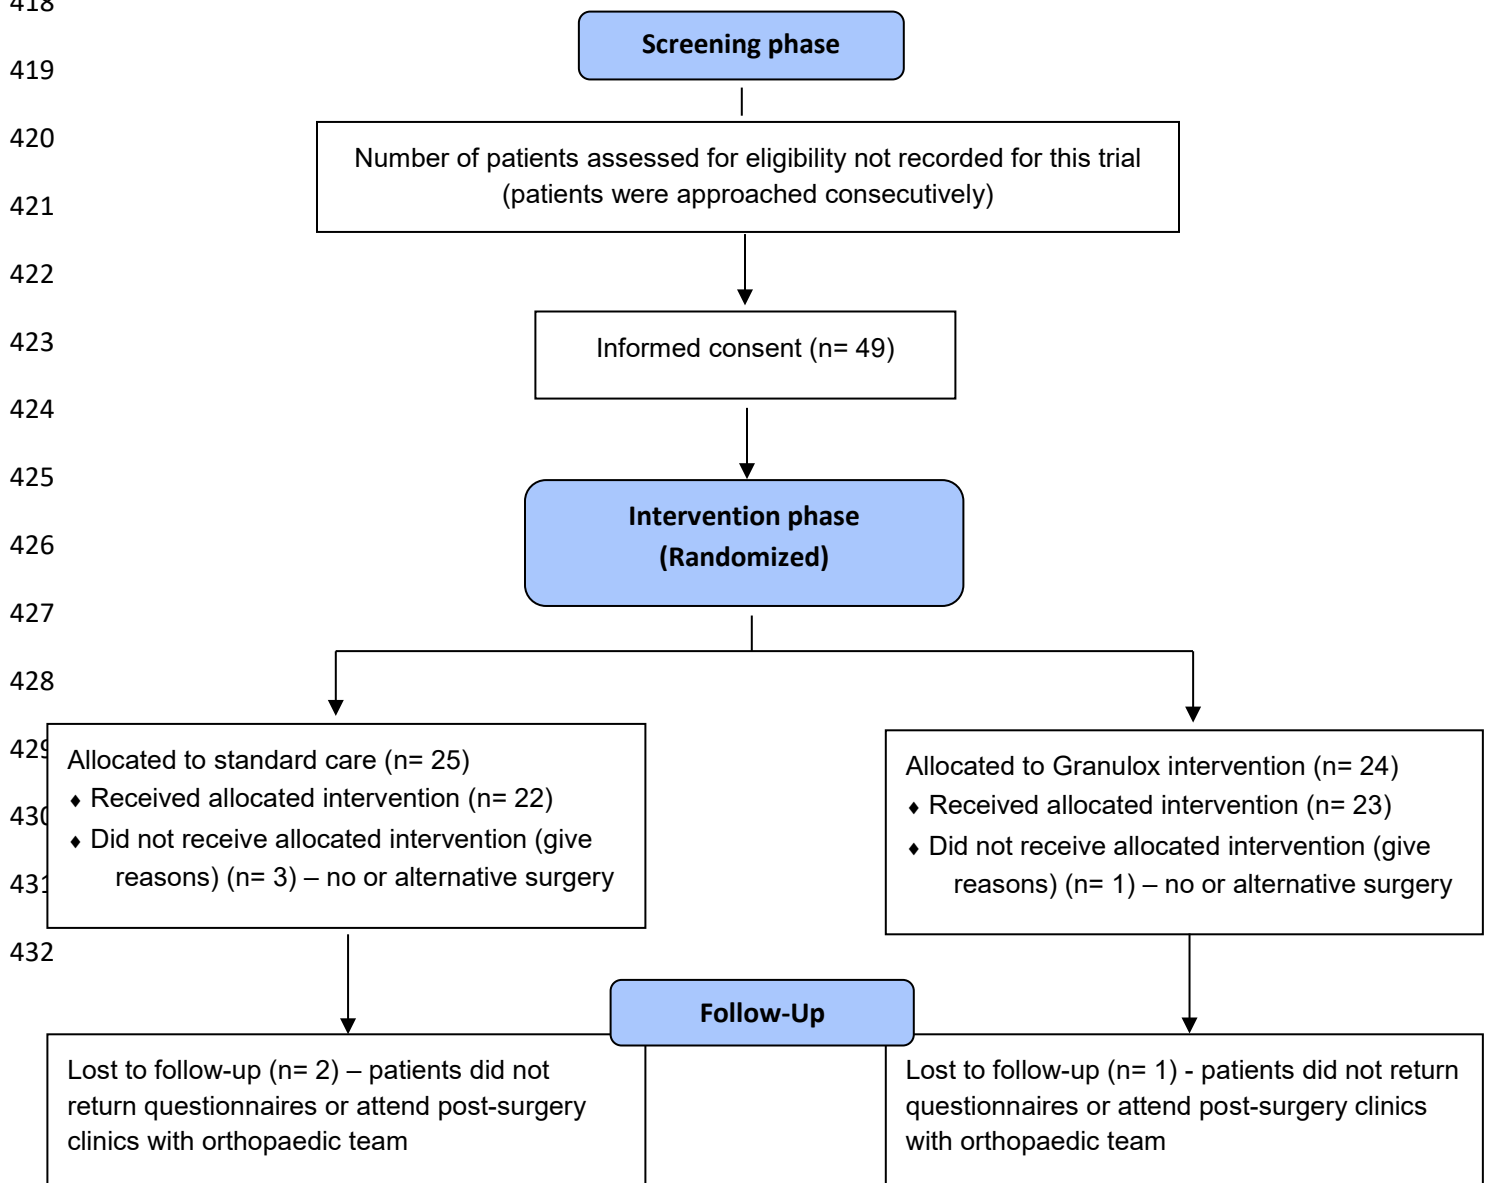 418
Screening phase
419
420
Number of patients assessed for eligibility not recorded for this trial
(patients were approached consecutively)
421
422
423
Informed consent (n= 49)
424
425
Intervention phase
(Randomized)
426
427
428
429
Allocated to standard care (n= 25)
♦ Received allocated intervention (n= 22)
430
♦ Did not receive allocated intervention (give
reasons) (n= 3) – no or alternative surgery
431
Allocated to Granulox intervention (n= 24)
♦ Received allocated intervention (n= 23)
♦ Did not receive allocated intervention (give
reasons) (n= 1) – no or alternative surgery
432
Follow-Up
Lost to follow-up (n= 2) – patients did not
return questionnaires or attend post-surgery
clinics with orthopaedic team
Lost to follow-up (n= 1) - patients did not return
questionnaires or attend post-surgery clinics
with orthopaedic team